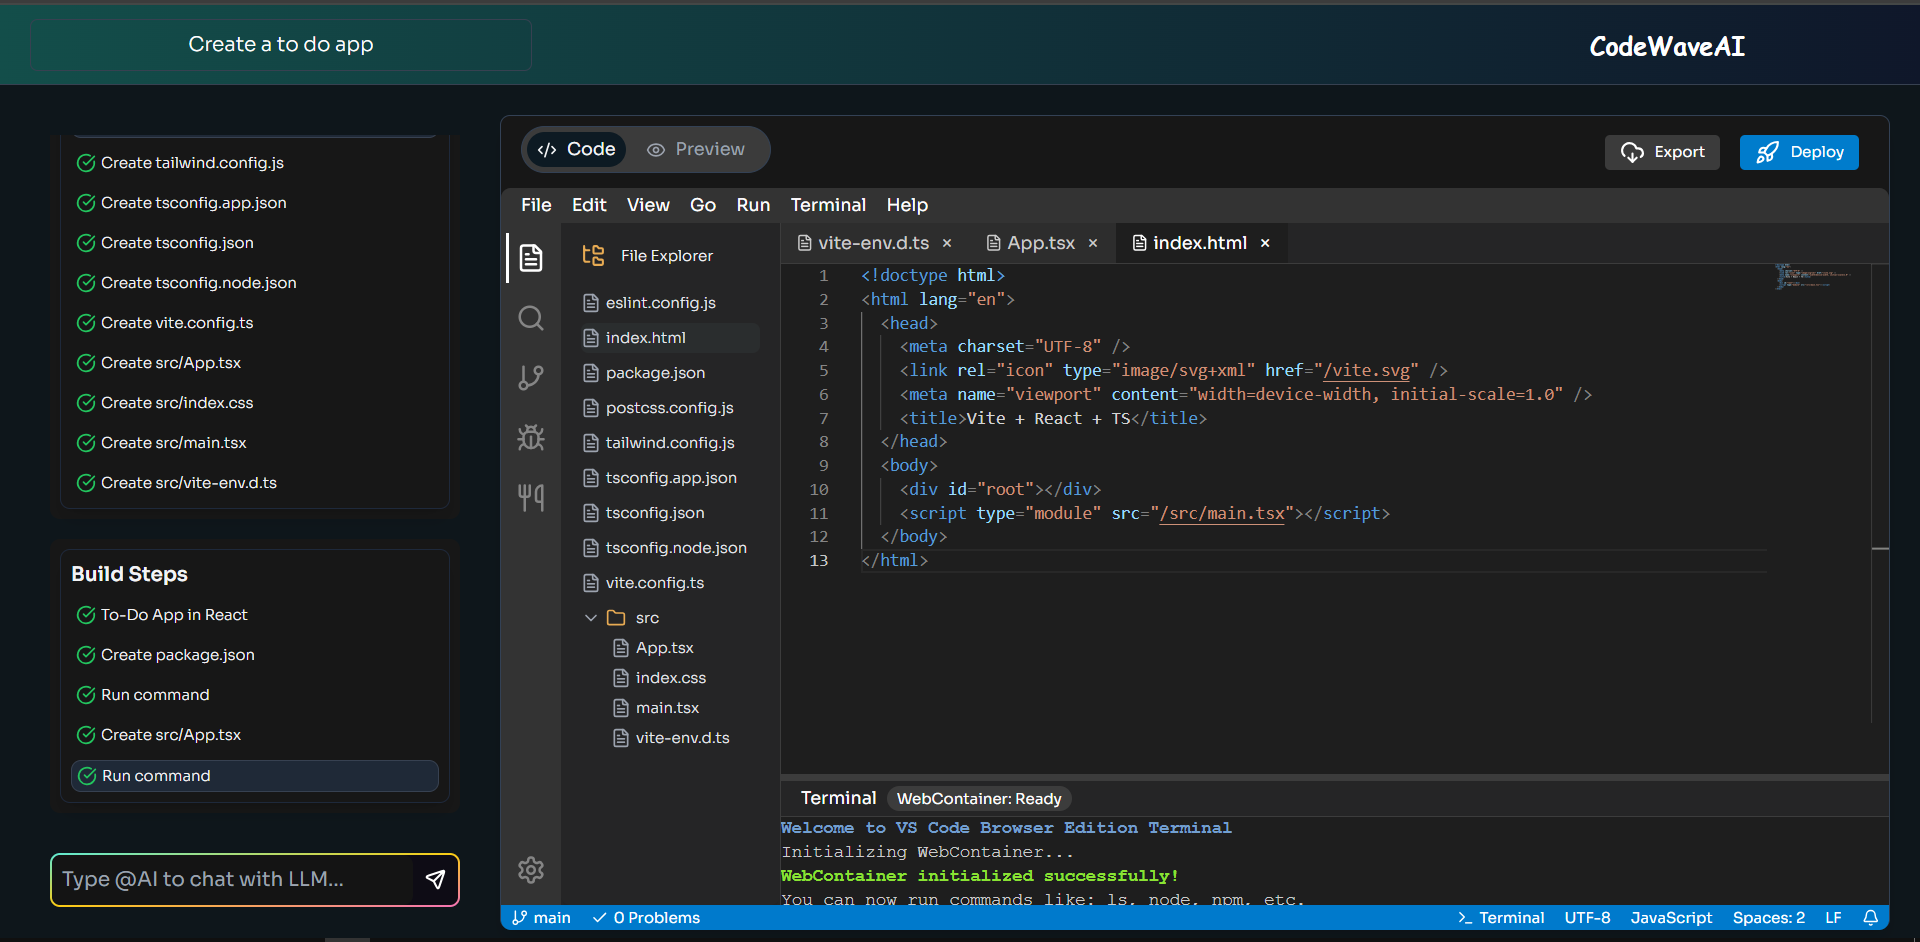 Create a to do app
CodeWaveAI
Create tailwind.config.js
Create tsconfig.app.json
Create tsconfig.json
Create tsconfig.node.json
Create vite.config.ts
Create src/App.tsx
Create src/index.css
Create src/main.tsx
Create src/vite-env.d.ts
Build Steps
To-Do App in React
Create package.json
Run command
Create src/App.tsx
Run command
Type @AI to chat with LLM...
Code
Preview
Export
Deploy
File Edit View Go Run Terminal Help
File Explorer
eslint.config.js
index.html
package.json
postcss.config.js
tailwind.config.js
tsconfig.app.json
tsconfig.json
tsconfig.node.json
vite.config.ts
src
App.tsx
index.css
main.tsx
vite-env.d.ts
vite-env.d.ts × App.tsx × index.html ×
1 <!doctype html>
2 <html lang="en">
3 <head>
4 <meta charset="UTF-8" />
5 <link rel="icon" type="image/svg+xml" href="/vite.svg" />
6 <meta name="viewport" content="width=device-width, initial-scale=1.0" />
7 <title>Vite + React + TS</title>
8 </head>
9 <body>
10 <div id="root"></div>
11 <script type="module" src="/src/main.tsx"></script>
12 </body>
13 </html>
Terminal WebContainer: Ready
Welcome to VS Code Browser Edition Terminal
Initializing WebContainer...
WebContainer initialized successfully!
You can now run commands like: ls, node, npm, etc.
main 0 Problems
Terminal UTF-8 JavaScript Spaces: 2 LF